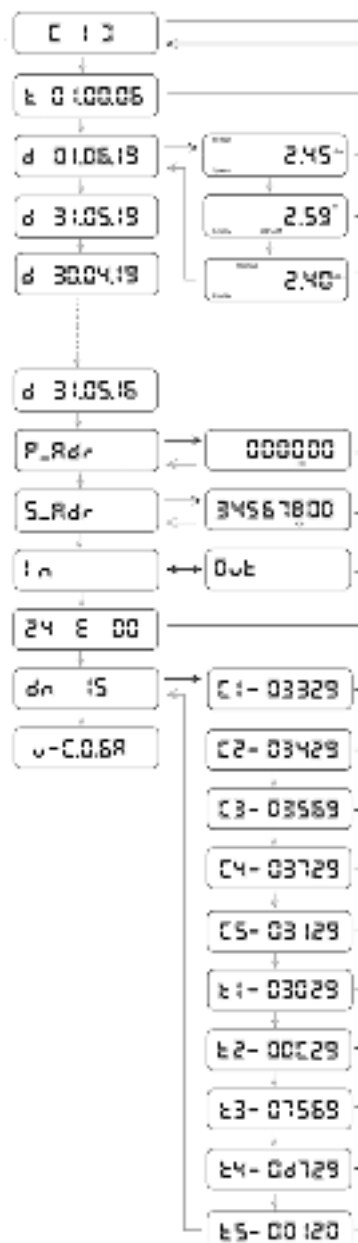 [ 1 ]
t 01.00.06
d 01.06.19
2.45
d 31.05.19
2.59
d 30.04.19
2.40
d 31.05.16
P_Adr
000000
S_Adr
34567800
In
Out
24 E 00
dn 15
C1- 03329
u-C.0.6A
C2- 03429
C3- 03569
C4- 03729
C5- 03129
t1- 03029
t2- 00C29
t3- 07569
t4- 0d729
t5- 00120